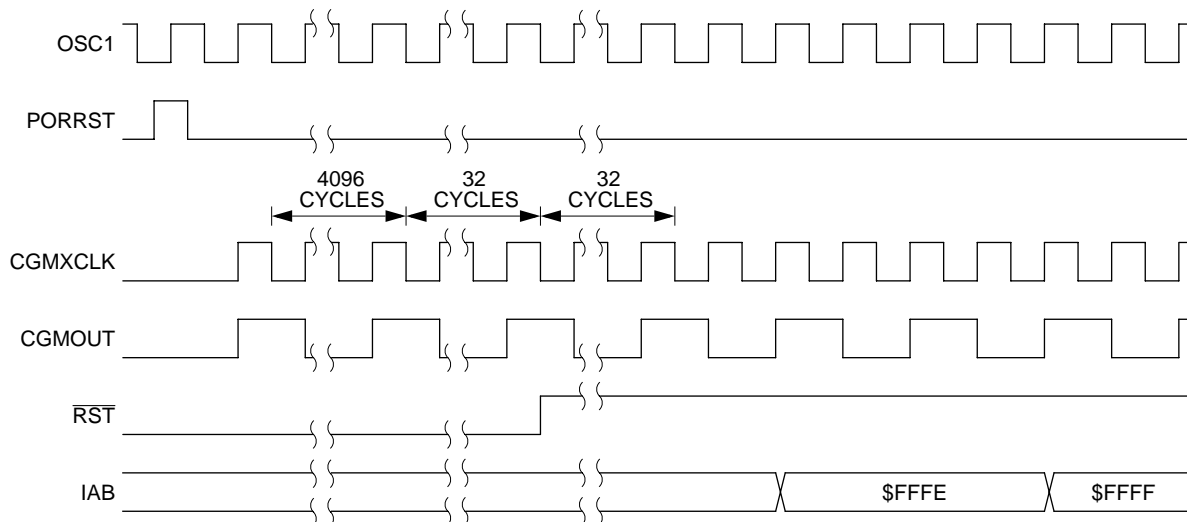 OSC1
PORRST
4096
CYCLES
32
CYCLES
32
CYCLES
CGMXCLK
CGMOUT
RST
IAB
$FFFE
$FFFF